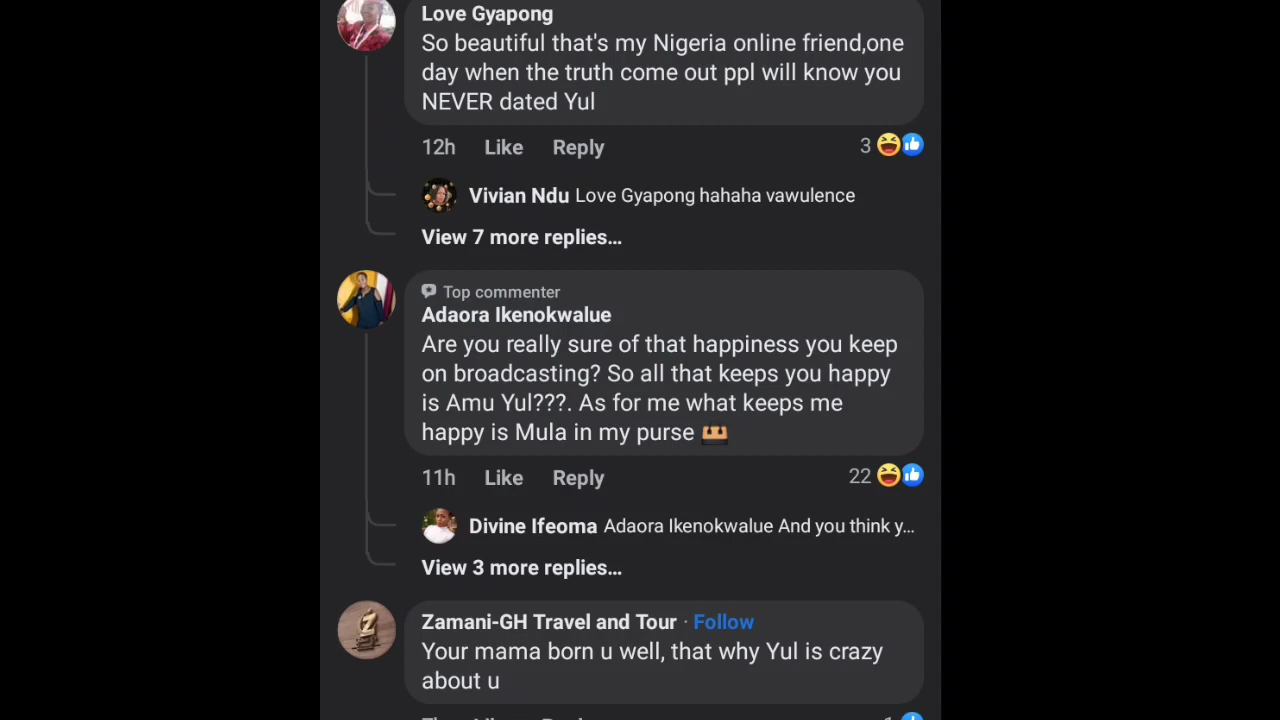 Love Gyapong
So beautiful that's my Nigeria online friend,one
day when the truth come out ppl will know you
NEVER dated Yul
12h Like Reply 3
Vivian Ndu Love Gyapong hahaha vawulence
View 7 more replies...
Top commenter
Adaora Ikenokwalue
Are you really sure of that happiness you keep
on broadcasting? So all that keeps you happy
is Amu Yul???. As for me what keeps me
happy is Mula in my purse 👝
11h Like Reply 22
Divine Ifeoma Adaora Ikenokwalue And you think y...
View 3 more replies...
Zamani-GH Travel and Tour · Follow
Your mama born u well, that why Yul is crazy
about u